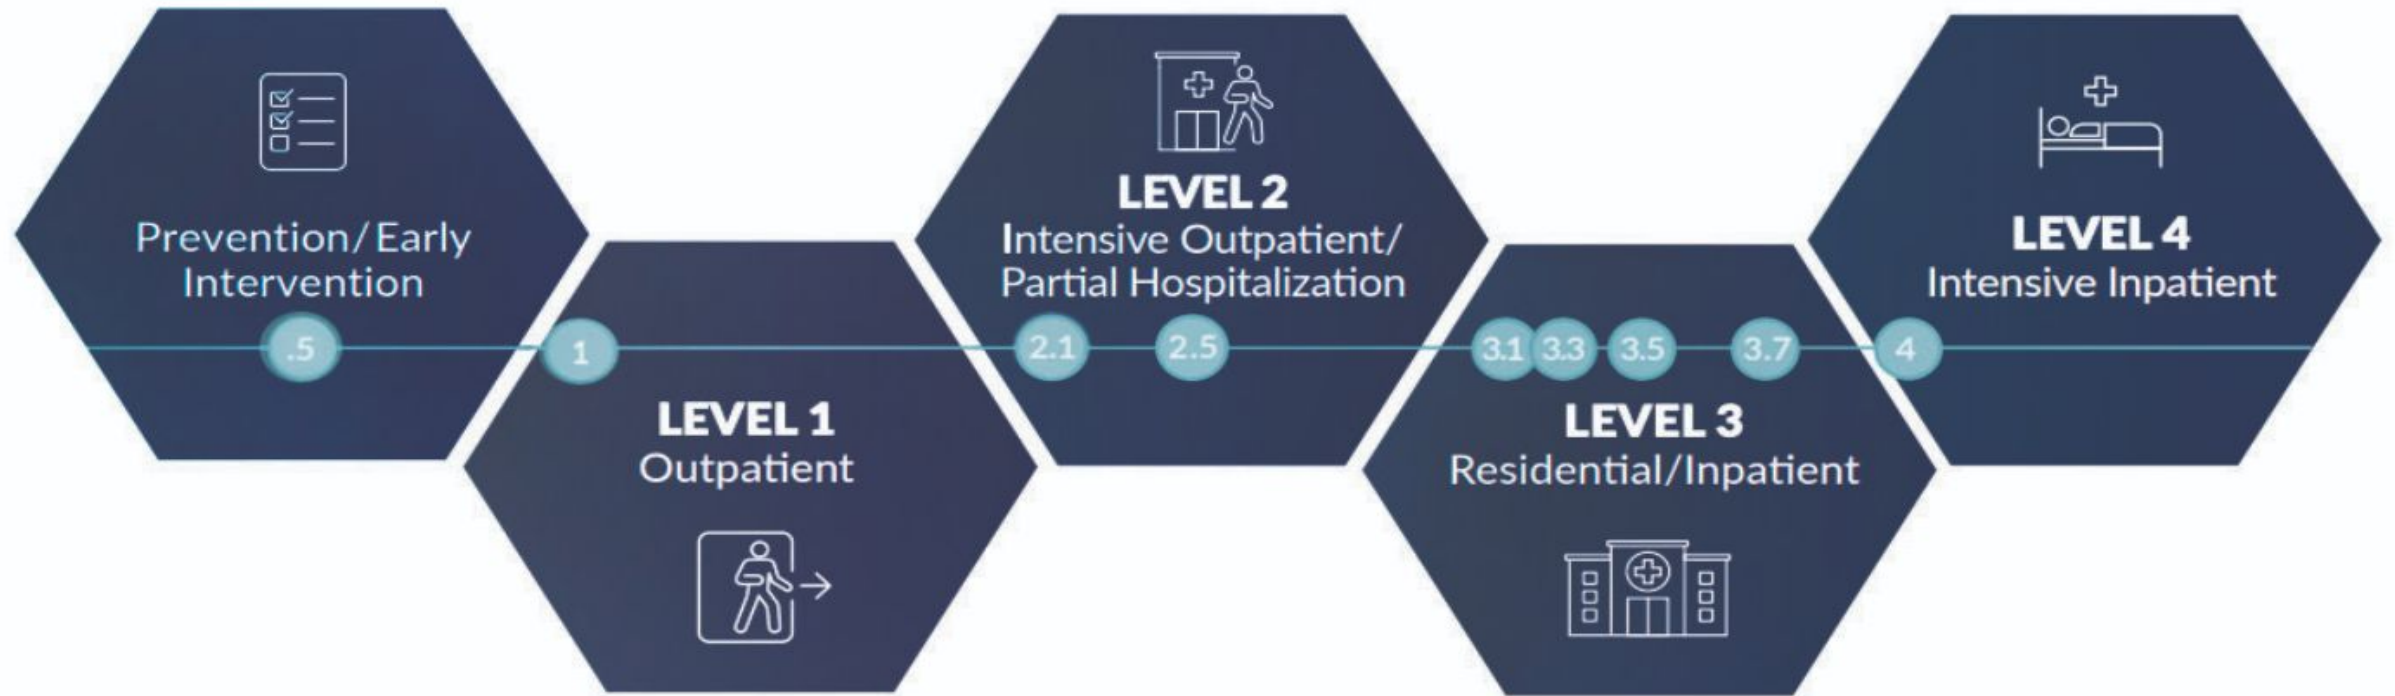 Prevention/Early
Intervention
.5
1
LEVEL 1
Outpatient
LEVEL 2
Intensive Outpatient/
Partial Hospitalization
2.1 2.5
3.1 3.3 3.5 3.7
LEVEL 3
Residential/Inpatient
LEVEL 4
Intensive Inpatient
4